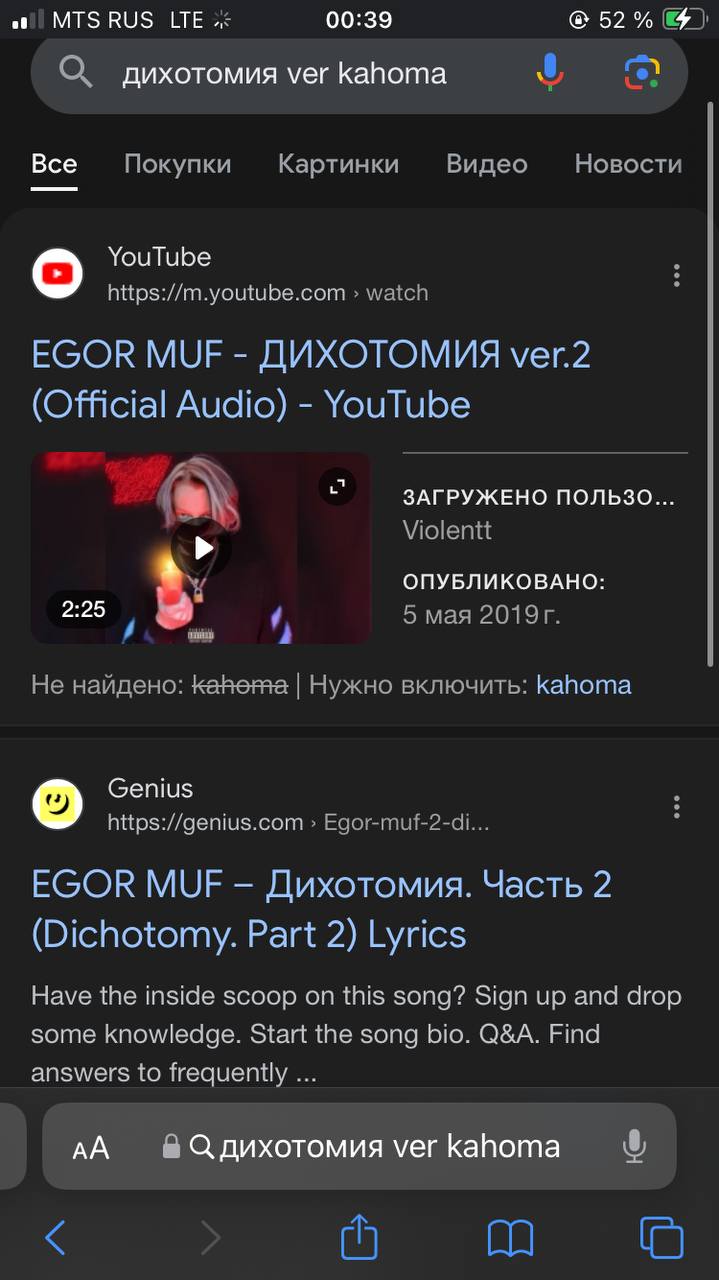 MTS RUS LTE 00:39 52 %
дихотомия ver kahoma
Все Покупки Картинки Видео Новости
YouTube
https://m.youtube.com › watch
EGOR MUF - ДИХОТОМИЯ ver.2
(Official Audio) - YouTube
2:25
ЗАГРУЖЕНО ПОЛЬЗО...
Violentt
ОПУБЛИКОВАНО:
5 мая 2019 г.
Не найдено: kahoma | Нужно включить: kahoma
Genius
https://genius.com › Egor-muf-2-di...
EGOR MUF – Дихотомия. Часть 2
(Dichotomy. Part 2) Lyrics
Have the inside scoop on this song? Sign up and drop
some knowledge. Start the song bio. Q&A. Find
answers to frequently ...
AA дихотомия ver kahoma